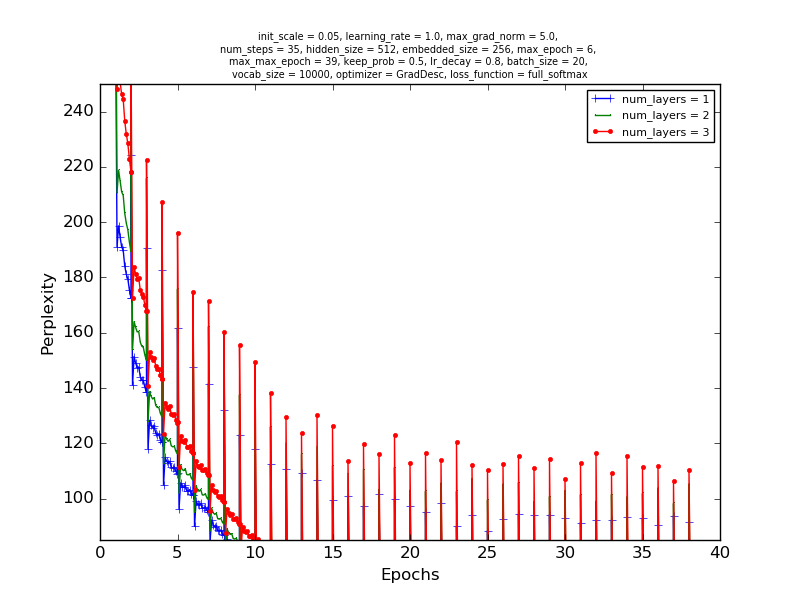 init_scale = 0.05, learning_rate = 1.0, max_grad_norm = 5.0,
num_steps = 35, hidden_size = 512, embedded_size = 256, max_epoch = 6,
max_max_epoch = 39, keep_prob = 0.5, lr_decay = 0.8, batch_size = 20,
vocab_size = 10000, optimizer = GradDesc, loss_function = full_softmax
num_layers = 1
num_layers = 2
num_layers = 3
Perplexity
240
220
200
180
160
140
120
100
0 5 10 15 20 25 30 35 40
Epochs